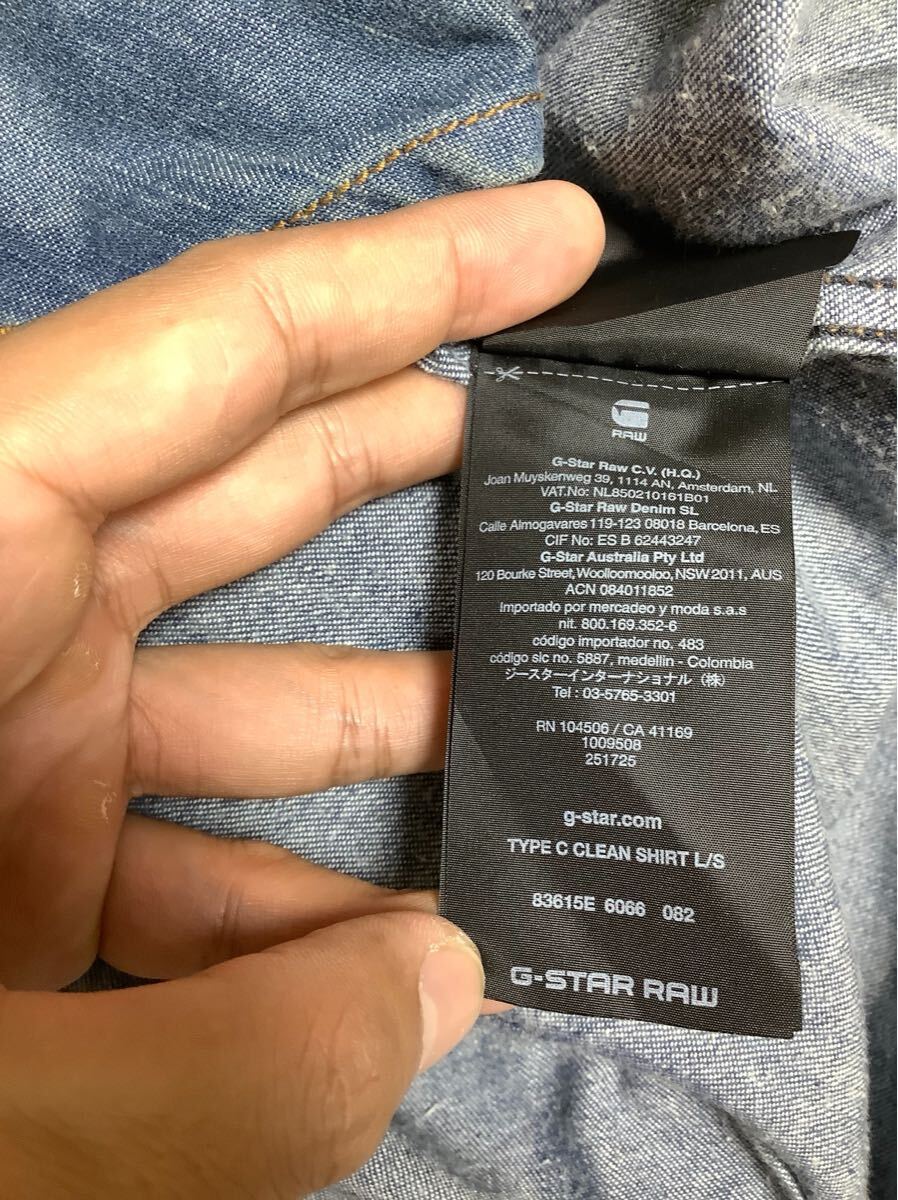 RAW
G-Star Raw C.V. (H.Q.)
Joan Muyskenweg 39, 1114 AN, Amsterdam, NL
VAT.No: NL850210161B01
G-Star Raw Denim SL
Calle Almogavares 119-123 08018 Barcelona, ES
CIF No: ES B 62443247
G-Star Australia Pty Ltd
120 Bourke Street, Woolloomooloo, NSW 2011, AUS
ACN 084011852
Importado por mercadeo y moda s.a.s
nit. 800.169.352-6
código importador no. 483
código sic no. 5887, medellin - Colombia
ジースターインターナショナル（株）
Tel : 03-5765-3301
RN 104506 / CA 41169
1009508
251725
g-star.com
TYPE C CLEAN SHIRT L/S
83615E 6066 082
G-STAR RAW